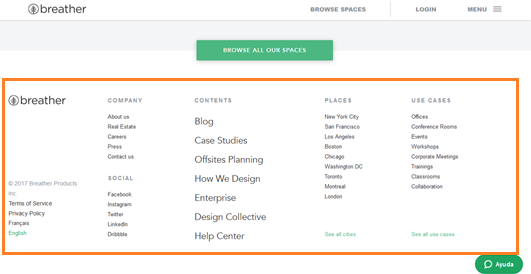 breather
BROWSE SPACES
LOGIN
MENU
BROWSE ALL OUR SPACES
breather
© 2017 Breather Products
Inc.
Terms of Service
Privacy Policy
Français
English
COMPANY
About us
Real Estate
Careers
Press
Contact us
SOCIAL
Facebook
Instagram
Twitter
LinkedIn
Dribbble
CONTENTS
Blog
Case Studies
Offsites Planning
How We Design
Enterprise
Design Collective
Help Center
PLACES
New York City
San Francisco
Los Angeles
Boston
Chicago
Washington DC
Toronto
Montreal
London
See all cities
USE CASES
Offices
Conference Rooms
Events
Workshops
Corporate Meetings
Trainings
Classrooms
Collaboration
See all use cases
Ayuda